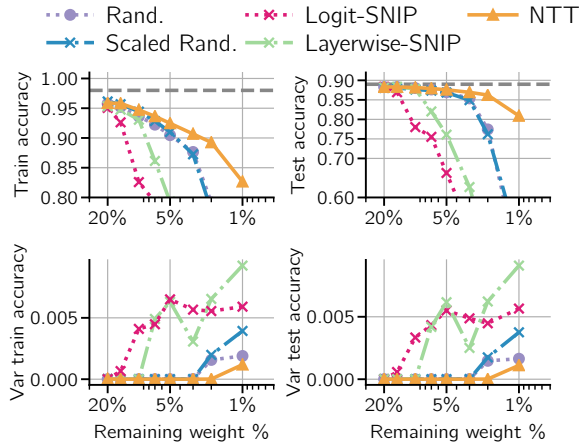 Rand.
Logit-SNIP
NTT
Scaled Rand.
Layerwise-SNIP
Train accuracy
1.00
0.95
0.90
0.85
0.80
20%
5%
1%
Test accuracy
0.90
0.85
0.80
0.70
0.60
20%
5%
1%
Var train accuracy
0.005
0.000
20%
5%
1%
Remaining weight %
Var test accuracy
0.005
0.000
20%
5%
1%
Remaining weight %